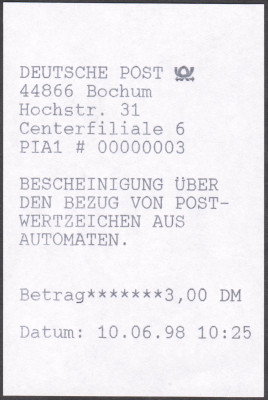 DEUTSCHE POST
44866 Bochum
Hochstr. 31
Centerfiliale 6
PIA1 # 00000003
BESCHEINIGUNG ÜBER
DEN BEZUG VON POST-
WERTZEICHEN AUS
AUTOMATEN.
Betrag*******3,00 DM
Datum: 10.06.98 10:25